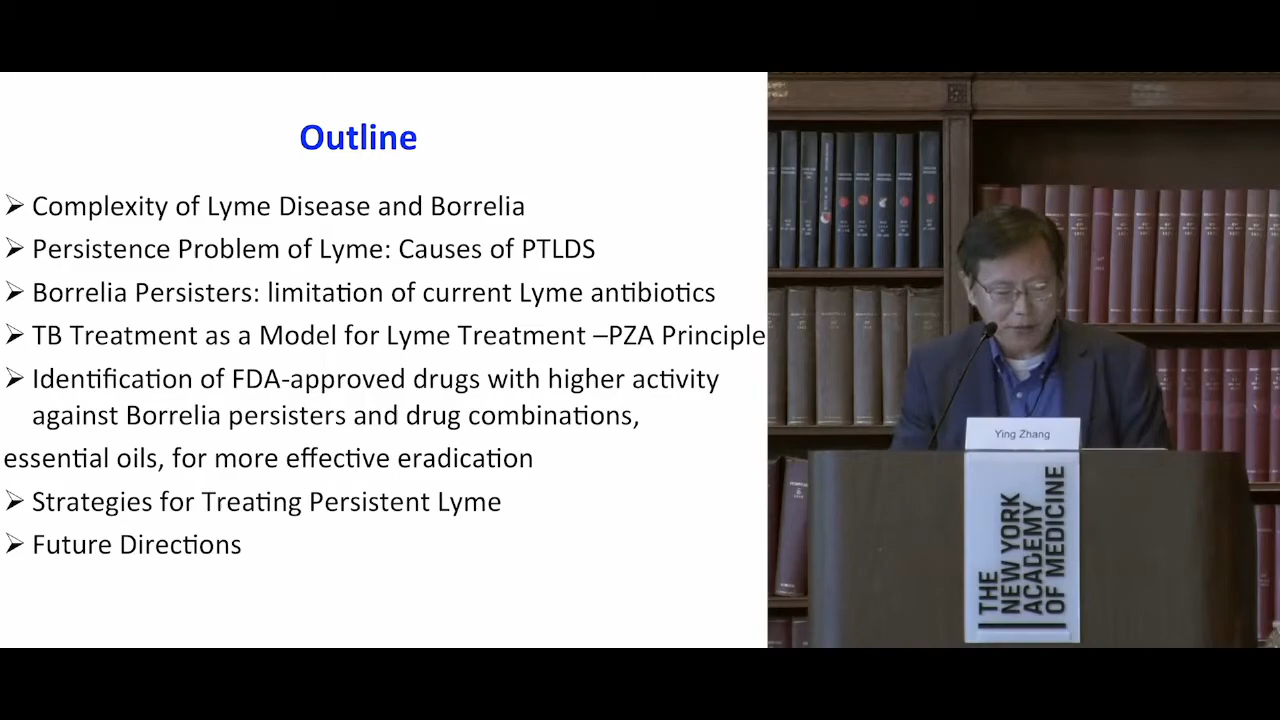 Outline
➢ Complexity of Lyme Disease and Borrelia
➢ Persistence Problem of Lyme: Causes of PTLDS
➢ Borrelia Persisters: limitation of current Lyme antibiotics
➢ TB Treatment as a Model for Lyme Treatment –PZA Principle
➢ Identification of FDA-approved drugs with higher activity
against Borrelia persisters and drug combinations,
essential oils, for more effective eradication
➢ Strategies for Treating Persistent Lyme
➢ Future Directions
Ying Zhang
THE
NEW YORK
ACADEMY
OF MEDICINE